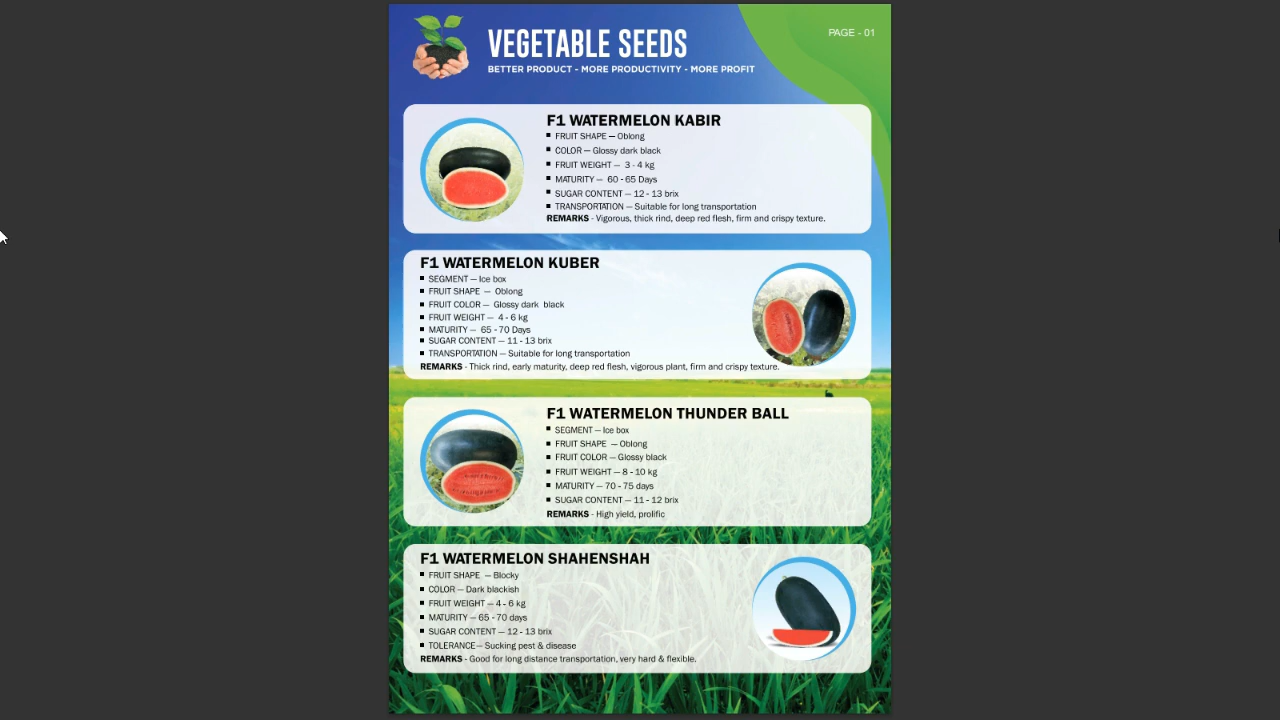 VEGETABLE SEEDS
BETTER PRODUCT - MORE PRODUCTIVITY - MORE PROFIT
PAGE - 01
F1 WATERMELON KABIR
▪ FRUIT SHAPE — Oblong
▪ COLOR — Glossy dark black
▪ FRUIT WEIGHT — 3 - 4 kg
▪ MATURITY — 60 - 65 Days
▪ SUGAR CONTENT — 12 - 13 brix
▪ TRANSPORTATION — Suitable for long transportation
REMARKS - Vigorous, thick rind, deep red flesh, firm and crispy texture.
F1 WATERMELON KUBER
▪ SEGMENT — Ice box
▪ FRUIT SHAPE — Oblong
▪ FRUIT COLOR — Glossy dark black
▪ FRUIT WEIGHT — 4 - 6 kg
▪ MATURITY — 65 - 70 Days
▪ SUGAR CONTENT — 11 - 13 brix
▪ TRANSPORTATION — Suitable for long transportation
REMARKS - Thick rind, early maturity, deep red flesh, vigorous plant, firm and crispy texture.
F1 WATERMELON THUNDER BALL
▪ SEGMENT — Ice box
▪ FRUIT SHAPE — Oblong
▪ FRUIT COLOR — Glossy black
▪ FRUIT WEIGHT — 8 - 10 kg
▪ MATURITY — 70 - 75 days
▪ SUGAR CONTENT — 11 - 12 brix
REMARKS - High yield, prolific
F1 WATERMELON SHAHENSHAH
▪ FRUIT SHAPE — Blocky
▪ COLOR — Dark blackish
▪ FRUIT WEIGHT — 4 - 6 kg
▪ MATURITY — 65 - 70 days
▪ SUGAR CONTENT — 12 - 13 brix
▪ TOLERANCE — Sucking pest & disease
REMARKS - Good for long distance transportation, very hard & flexible.